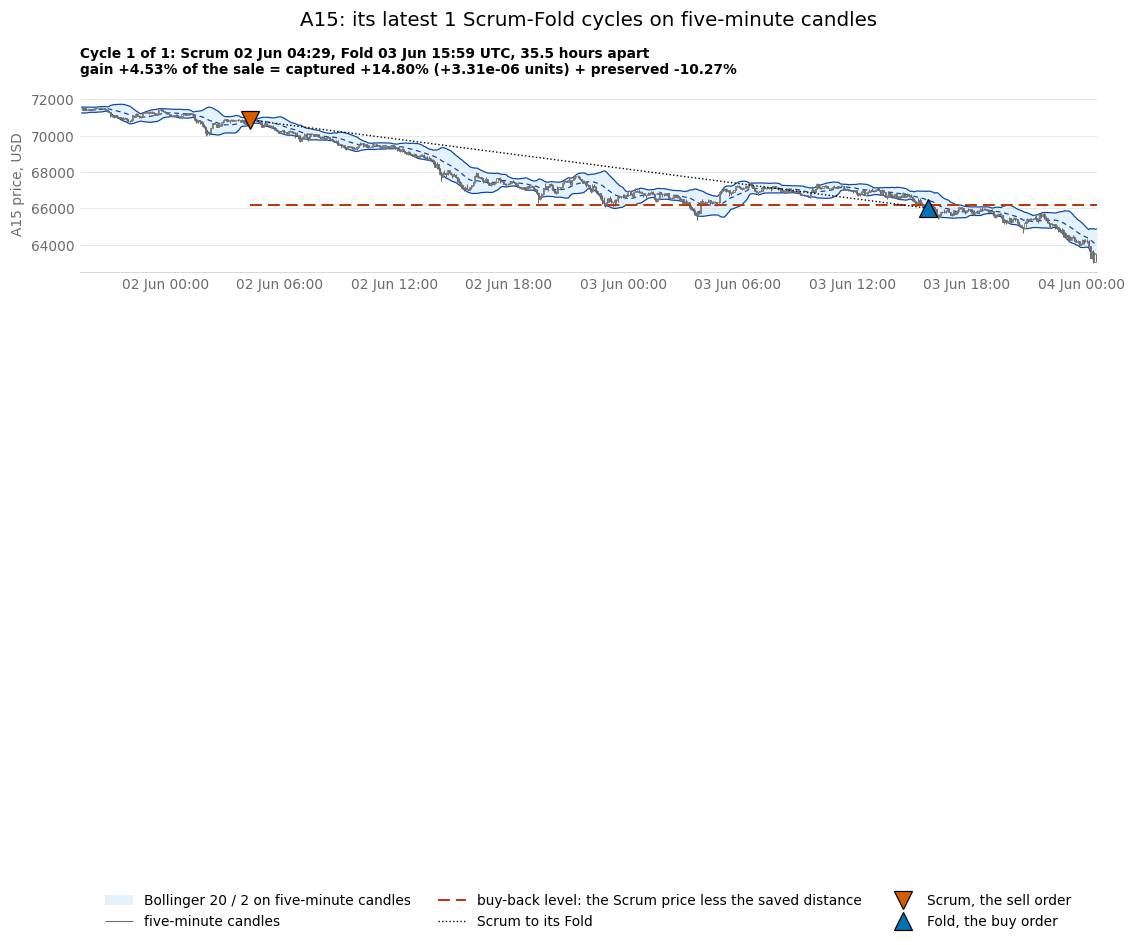 A15: its latest 1 Scrum-Fold cycles on five-minute candles
Cycle 1 of 1: Scrum 02 Jun 04:29, Fold 03 Jun 15:59 UTC, 35.5 hours apart
gain +4.53% of the sale = captured +14.80% (+3.31e-06 units) + preserved -10.27%
A15 price, USD
72000
70000
68000
66000
64000
02 Jun 00:00
02 Jun 06:00
02 Jun 12:00
02 Jun 18:00
03 Jun 00:00
03 Jun 06:00
03 Jun 12:00
03 Jun 18:00
04 Jun 00:00
Bollinger 20 / 2 on five-minute candles
five-minute candles
buy-back level: the Scrum price less the saved distance
Scrum to its Fold
Scrum, the sell order
Fold, the buy order